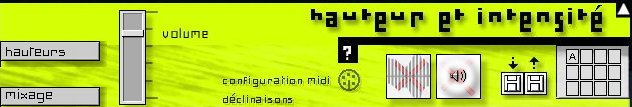 hauteur et intensité
volume
hauteurs
?
A
configuration midi
mixage
déclinaisons